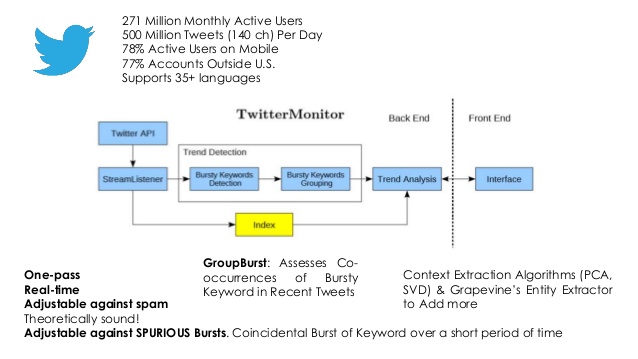 271 Million Monthly Active Users
500 Million Tweets (140 ch) Per Day
78% Active Users on Mobile
77% Accounts Outside U.S.
Supports 35+ languages
TwitterMonitor
Back End
Front End
Twitter API
Trend Detection
StreamListener
Bursty Keywords
Detection
Bursty Keywords
Grouping
Trend Analysis
Interface
Index
GroupBurst: Assesses Co-
occurrences of Bursty
Keyword in Recent Tweets
Context Extraction Algorithms (PCA,
SVD) & Grapevine's Entity Extractor
to Add more
One-pass
Real-time
Adjustable against spam
Theoretically sound!
Adjustable against SPURIOUS Bursts. Coincidental Burst of Keyword over a short period of time